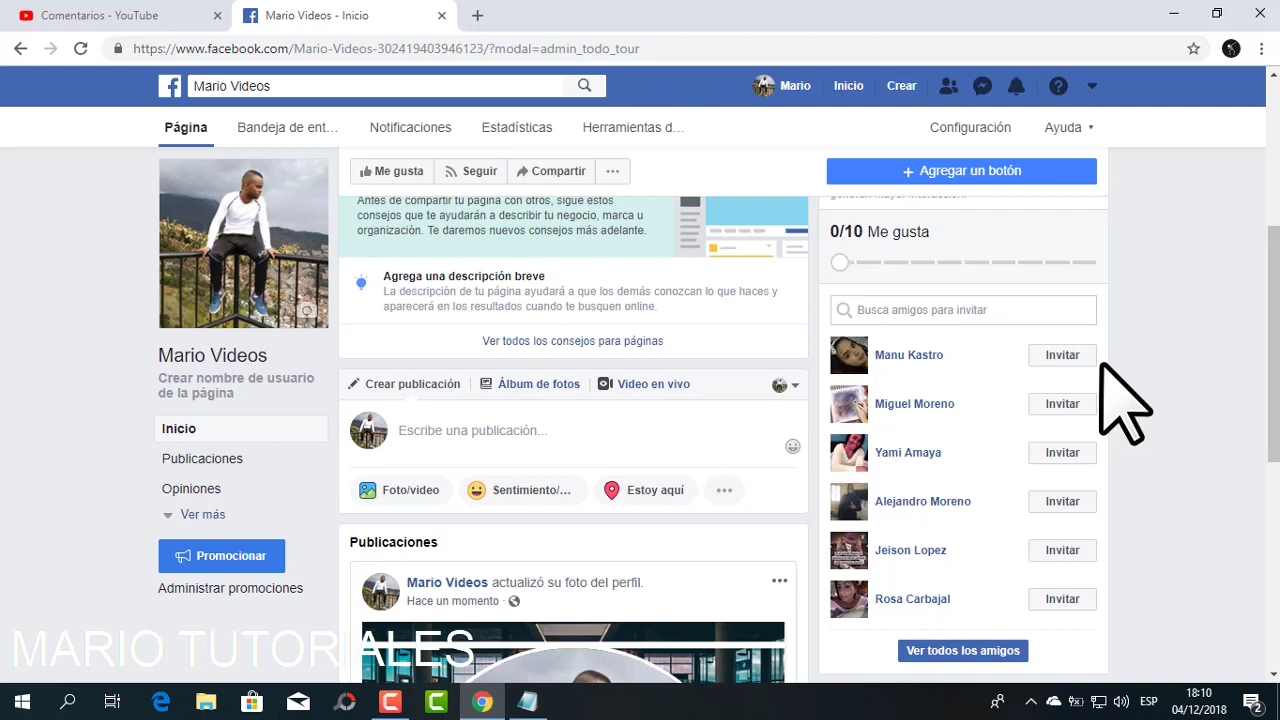 Comentarios - YouTube
Mario Videos - Inicio
https://www.facebook.com/Mario-Videos-302419403946123/?modal=admin_todo_tour
Mario Videos
Mario
Inicio
Crear
Página
Bandeja de ent...
Notificaciones
Estadísticas
Herramientas d...
Configuración
Ayuda
Me gusta
Seguir
Compartir
+ Agregar un botón
Antes de compartir tu página con otros, sigue estos
consejos que te ayudarán a describir tu negocio, marca u
organización. Te daremos nuevos consejos más adelante.
Agrega una descripción breve
La descripción de tu página ayudará a que los demás conozcan lo que haces y
aparecerá en los resultados cuando te busquen online.
Ver todos los consejos para páginas
Mario Videos
Crear nombre de usuario
de la página
Inicio
Publicaciones
Opiniones
Ver más
Promocionar
Administrar promociones
Crear publicación
Álbum de fotos
Video en vivo
Escribe una publicación...
Foto/video
Sentimiento/...
Estoy aquí
Publicaciones
Mario Videos actualizó su foto del perfil.
Hace un momento
generan mayor interacción.
0/10 Me gusta
Busca amigos para invitar
Manu Kastro
Invitar
Miguel Moreno
Invitar
Yami Amaya
Invitar
Alejandro Moreno
Invitar
Jeison Lopez
Invitar
Rosa Carbajal
Invitar
Ver todos los amigos
MARIO TUTORIALES
ESP
18:10
04/12/2018
2